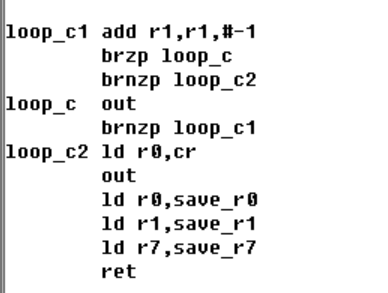 loop_c1 add r1,r1,#-1
brzp loop_c
brnzp loop_c2
loop_c out
brnzp loop_c1
loop_c2 ld r0,cr
out
ld r0,save_r0
ld r1,save_r1
ld r7,save_r7
ret